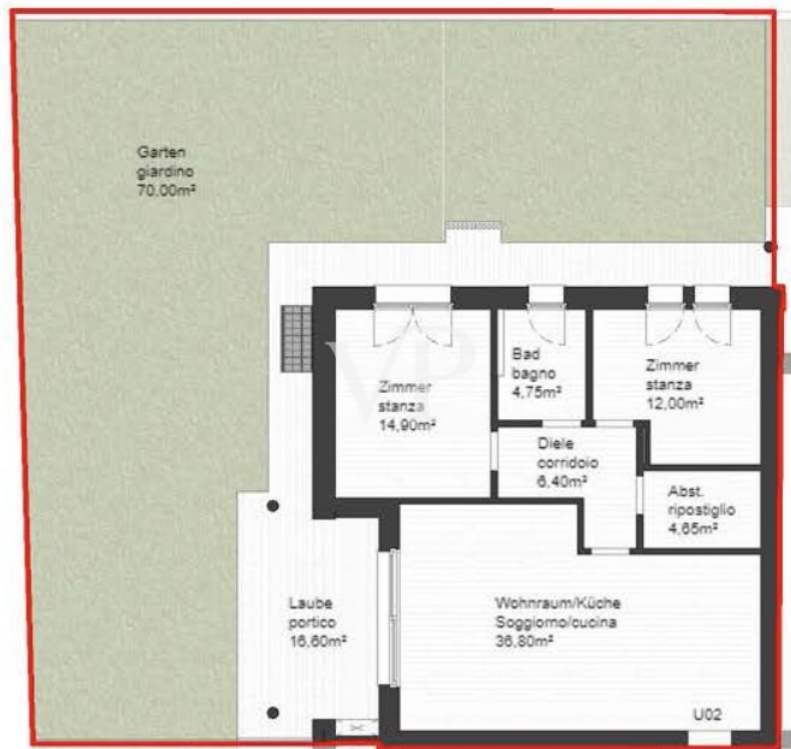 Garten
giardino
70.00m²
Zimmer
stanza
14,90m²
VP
Bad
bagno
4,75m²
Zimmer
stanza
12,00m²
Diele
corridoio
6,40m²
Abst.
ripostiglio
4,65m²
Laube
portico
16,60m²
Wohnraum/Küche
Soggiorno/cucina
36,80m²
U02